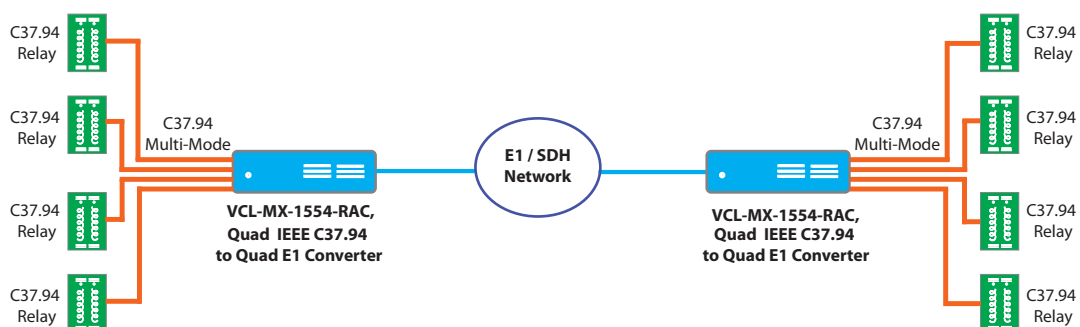 C37.94
Relay
C37.94
Relay
C37.94
Relay
C37.94
Relay
C37.94
Multi-Mode
VCL-MX-1554-RAC,
Quad IEEE C37.94
to Quad E1 Converter
E1 / SDH
Network
C37.94
Multi-Mode
VCL-MX-1554-RAC,
Quad IEEE C37.94
to Quad E1 Converter
C37.94
Relay
C37.94
Relay
C37.94
Relay
C37.94
Relay